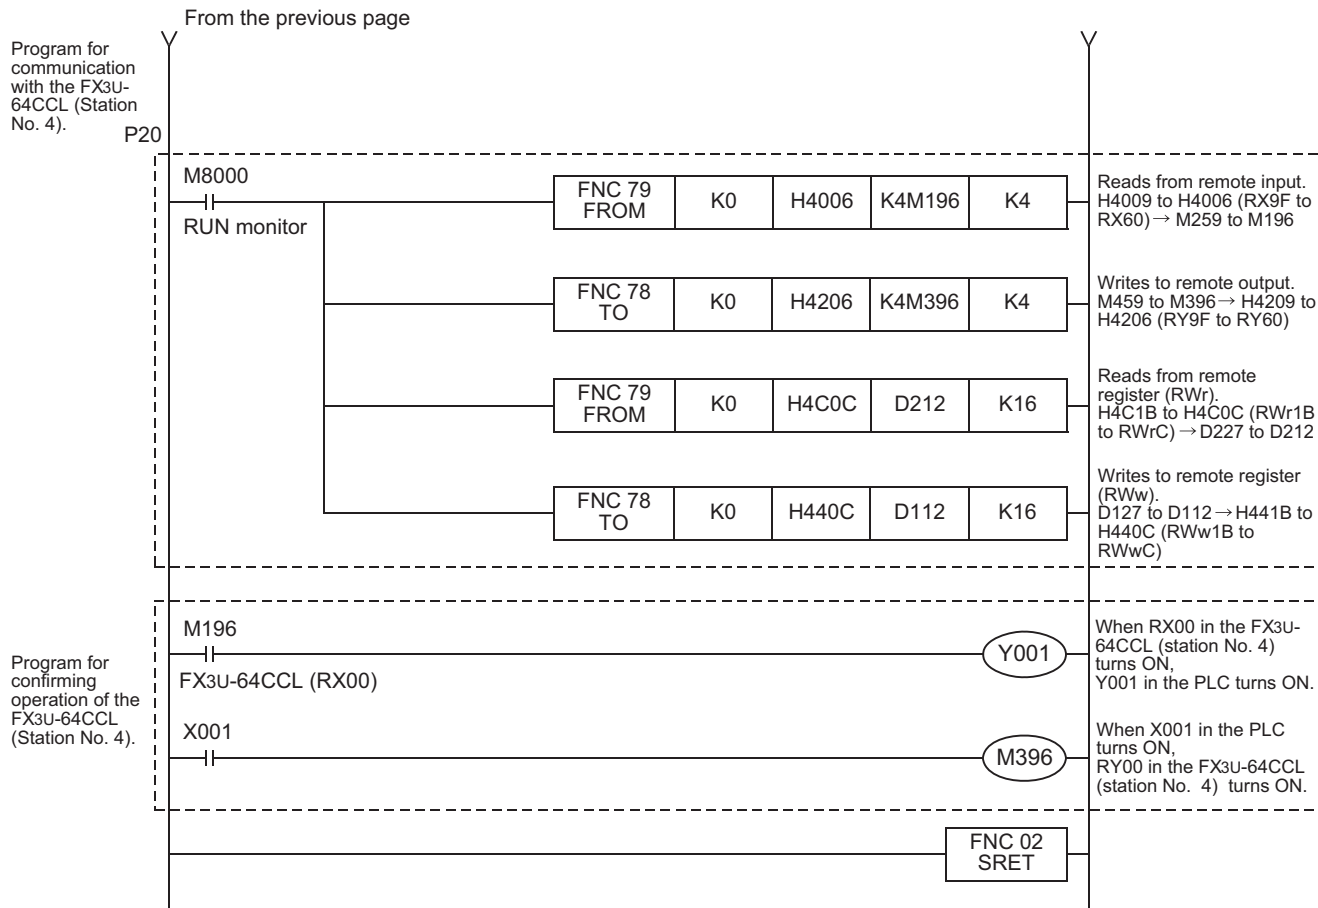 From the previous page
Program for
communication
with the FX3U-
64CCL (Station
No. 4).
P20
M8000
RUN monitor
FNC 79
FROM
K0
H4006
K4M196
K4
Reads from remote input.
H4009 to H4006 (RX9F to
RX60)→ M259 to M196
FNC 78
TO
K0
H4206
K4M396
K4
Writes to remote output.
M459 to M396→ H4209 to
H4206 (RY9F to RY60)
FNC 79
FROM
K0
H4C0C
D212
K16
Reads from remote
register (RWr).
H4C1B to H4C0C (RWr1B
to RWrC) →D227 to D212
FNC 78
TO
K0
H440C
D112
K16
Writes to remote register
(RWw).
D127 to D112→H441B to
H440C (RWw1B to
RWwC)
Program for
confirming
operation of the
FX3U-64CCL
(Station No. 4).
M196
FX3U-64CCL (RX00)
Y001
When RX00 in the FX3U-
64CCL (station No. 4)
turns ON,
Y001 in the PLC turns ON.
X001
M396
When X001 in the PLC
turns ON,
RY00 in the FX3U-64CCL
(station No. 4) turns ON.
FNC 02
SRET